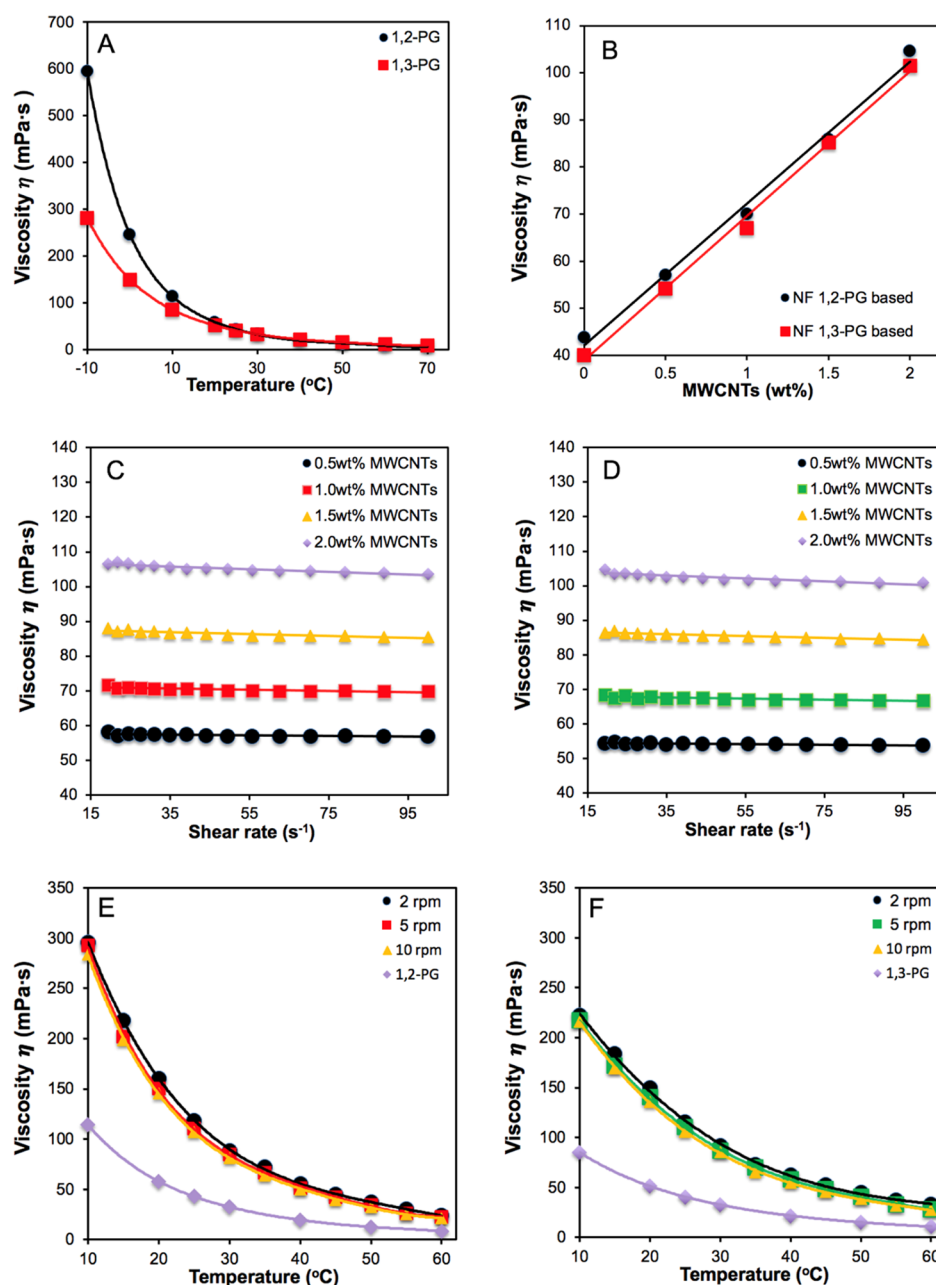 A
700
600
500
400
300
200
100
0
-10
10
30
50
70
Viscosity η (mPa·s)
Temperature (ºC)
1,2-PG
1,3-PG
B
110
100
90
80
70
60
50
40
0
0.5
1
1.5
2
Viscosity η (mPa·s)
MWCNTs (wt%)
NF 1,2-PG based
NF 1,3-PG based
C
140
130
120
110
100
90
80
70
60
50
40
15
35
55
75
95
Viscosity η (mPa·s)
Shear rate (s⁻¹)
0.5wt% MWCNTs
1.0wt% MWCNTs
1.5wt% MWCNTs
2.0wt% MWCNTs
D
140
130
120
110
100
90
80
70
60
50
40
15
35
55
75
95
Viscosity η (mPa·s)
Shear rate (s⁻¹)
0.5wt% MWCNTs
1.0wt% MWCNTs
1.5wt% MWCNTs
2.0wt% MWCNTs
E
350
300
250
200
150
100
50
0
10
20
30
40
50
60
Viscosity η (mPa·s)
Temperature (ºC)
2 rpm
5 rpm
10 rpm
1,2-PG
F
350
300
250
200
150
100
50
0
10
20
30
40
50
60
Viscosity η (mPa·s)
Temperature (ºC)
2 rpm
5 rpm
10 rpm
1,3-PG